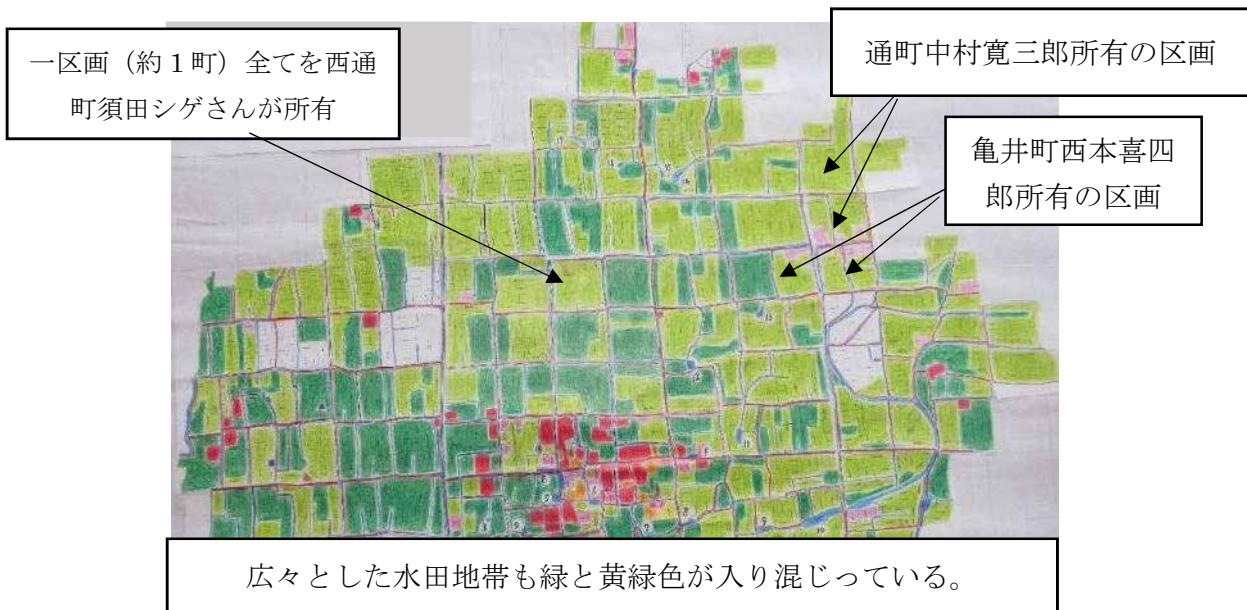 一区画（約１町）全てを西通
町須田シゲさんが所有
通町中村寛三郎所有の区画
亀井町西本喜四
郎所有の区画
広々とした水田地帯も緑と黄緑色が入り混じっている。